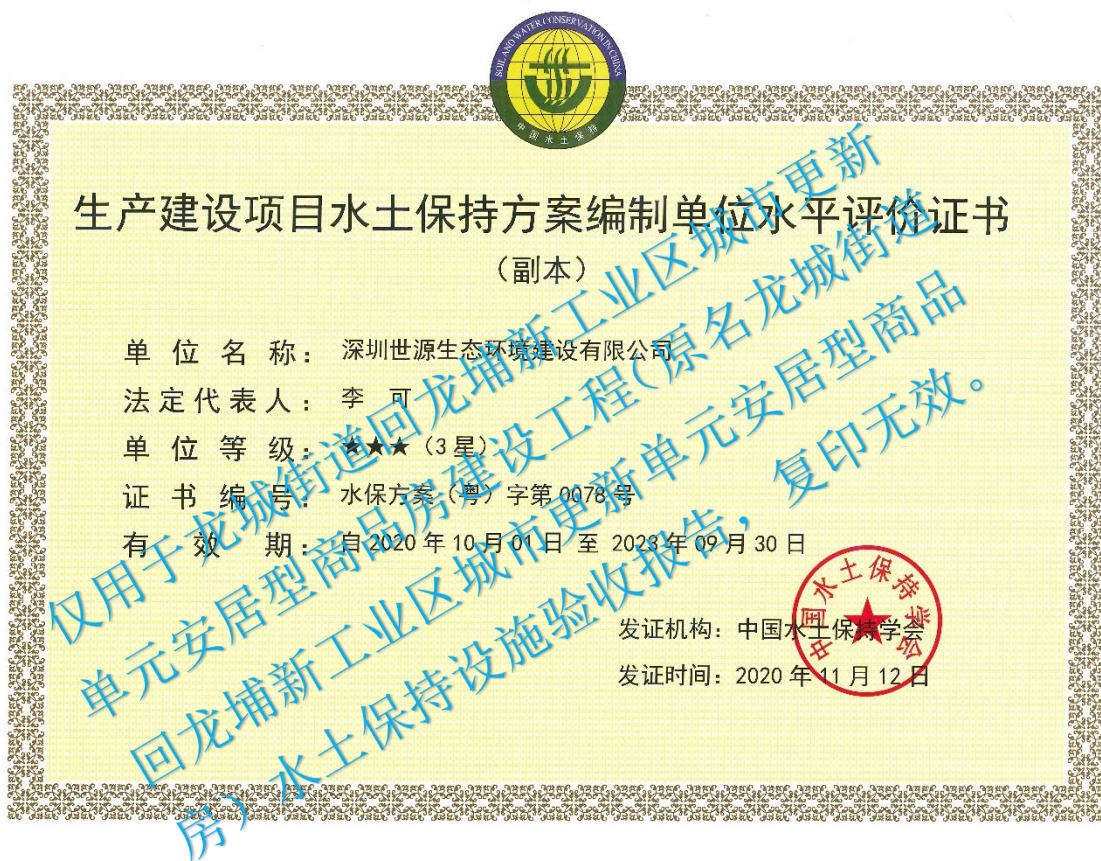 SOIL AND WATER CONSERVATION IN CHINA
中国水土保持
生产建设项目水土保持方案编制单位水平评价证书
（副本）
单位名称：深圳世源生态环境建设有限公司
法定代表人：李可
单位等级：★★★（3星）
证书编号：水保方案（粤）字第0078号
有效期：自2020年10月01日至2023年09月30日
发证机构：中国水土保持学会
发证时间：2020年11月12日
中国水土保持学会
仅用于龙城街道回龙埔新工业区城市更新
单元安居型商品房建设工程(原名龙城街道
回龙埔新工业区城市更新单元安居型商品
房）水土保持设施验收报告，复印无效。